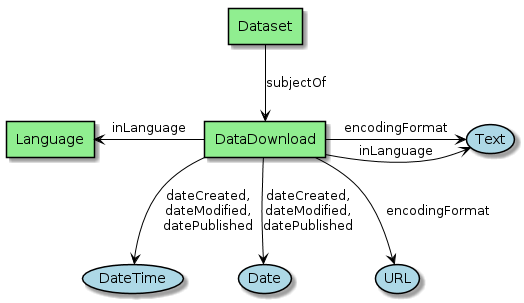 Dataset
subjectOf
Language
inLanguage
DataDownload
encodingFormat
inLanguage
Text
dateCreated,
dateModified,
datePublished
dateCreated,
dateModified,
datePublished
encodingFormat
DateTime
Date
URL